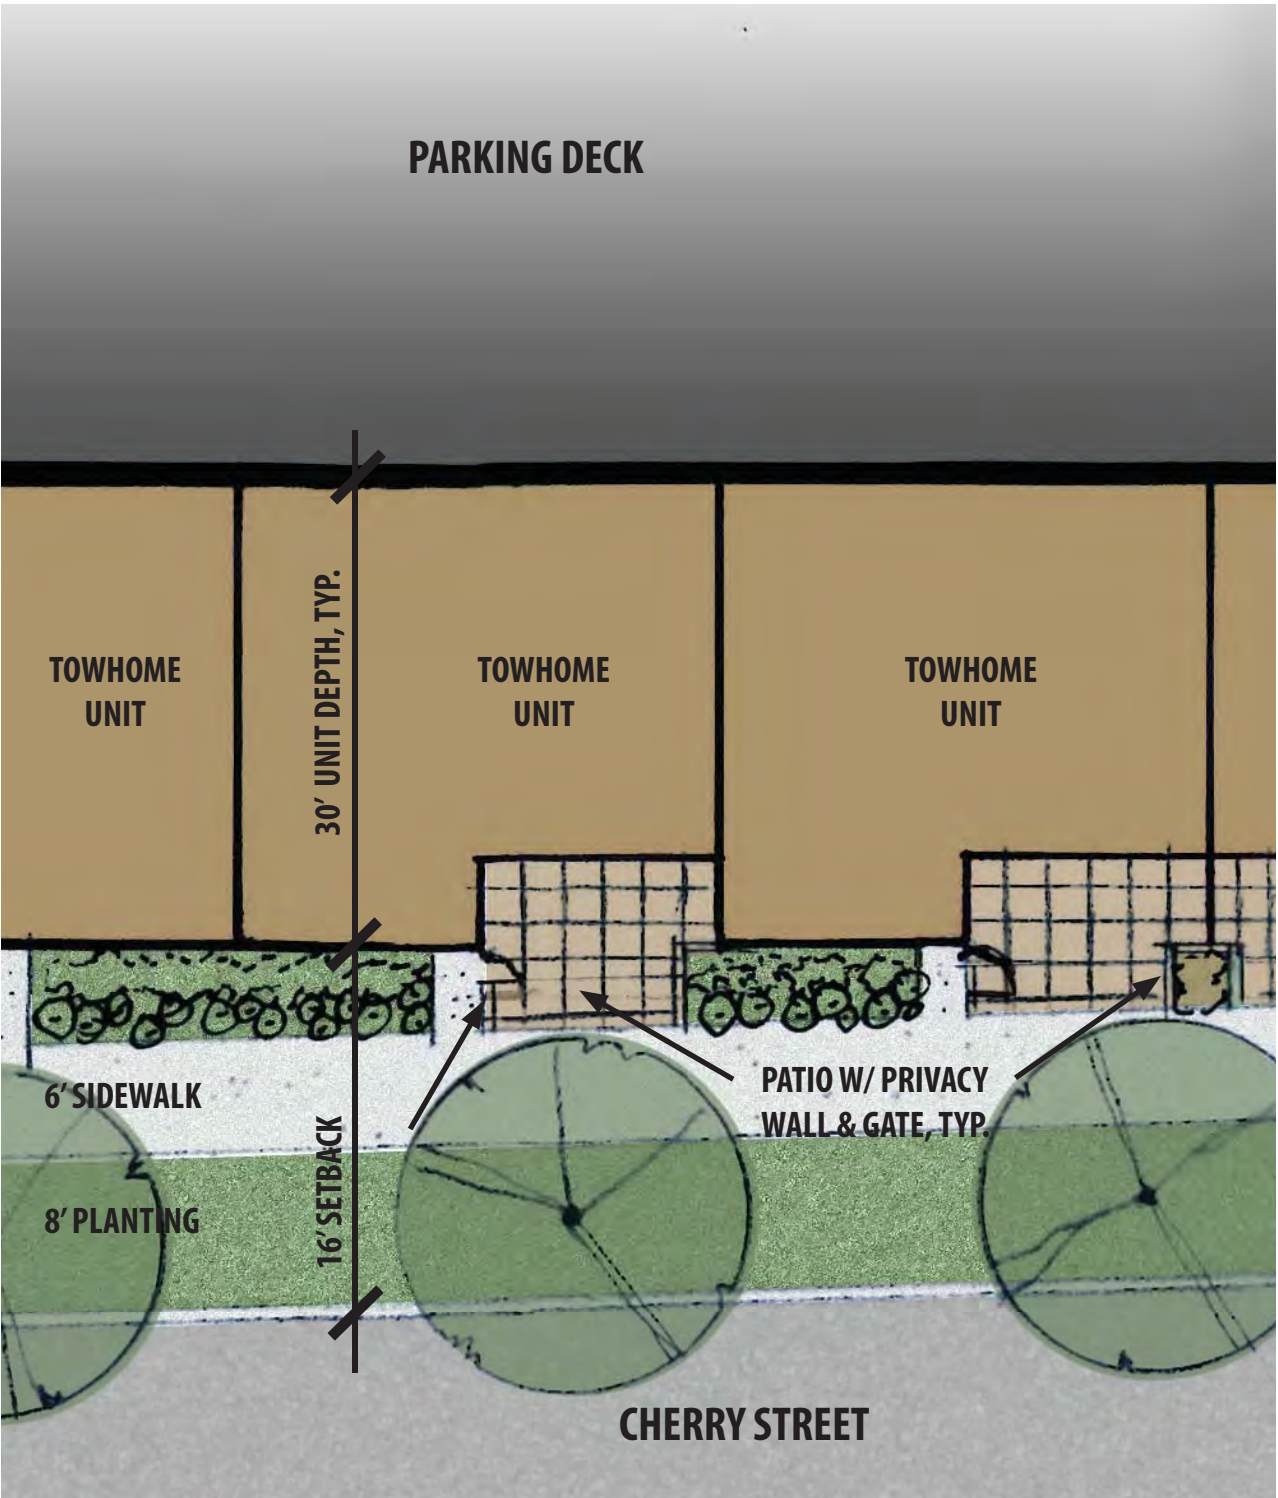 PARKING DECK
30’ UNIT DEPTH, TYP.
TOWHOME
UNIT
TOWHOME
UNIT
TOWHOME
UNIT
6’ SIDEWALK
8’ PLANTING
16’ SETBACK
PATIO W/ PRIVACY
WALL & GATE, TYP.
CHERRY STREET